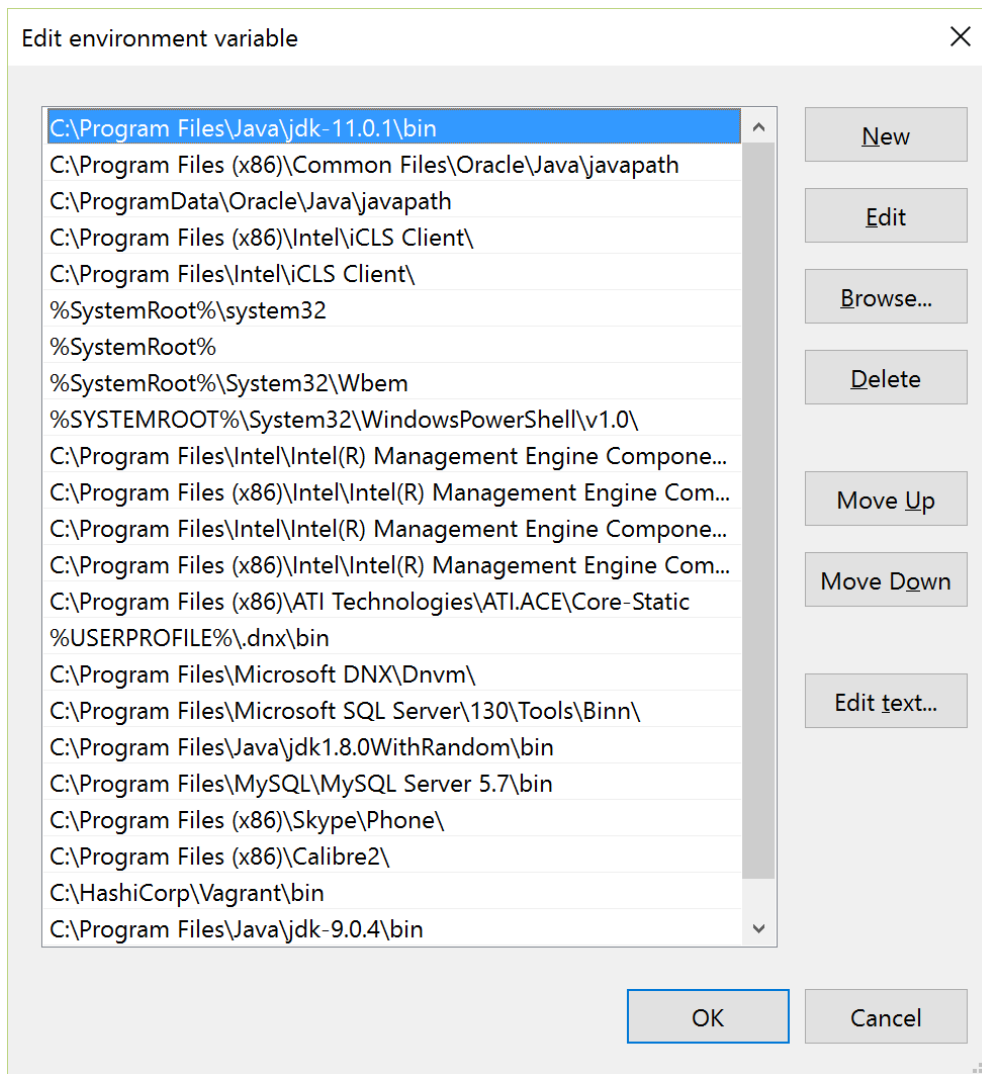 Edit environment variable
C:\Program Files\Java\jdk-11.0.1\bin
C:\Program Files (x86)\Common Files\Oracle\Java\javapath
C:\ProgramData\Oracle\Java\javapath
C:\Program Files (x86)\Intel\iCLS Client\
C:\Program Files\Intel\iCLS Client\
%SystemRoot%\system32
%SystemRoot%
%SystemRoot%\System32\Wbem
%SYSTEMROOT%\System32\WindowsPowerShell\v1.0\
C:\Program Files\Intel\Intel(R) Management Engine Compone...
C:\Program Files (x86)\Intel\Intel(R) Management Engine Com...
C:\Program Files\Intel\Intel(R) Management Engine Compone...
C:\Program Files (x86)\Intel\Intel(R) Management Engine Com...
C:\Program Files (x86)\ATI Technologies\ATI.ACE\Core-Static
%USERPROFILE%\.dnx\bin
C:\Program Files\Microsoft DNX\Dnvm\
C:\Program Files\Microsoft SQL Server\130\Tools\Binn\
C:\Program Files\Java\jdk1.8.0WithRandom\bin
C:\Program Files\MySQL\MySQL Server 5.7\bin
C:\Program Files (x86)\Skype\Phone\
C:\Program Files (x86)\Calibre2\
C:\HashiCorp\Vagrant\bin
C:\Program Files\Java\jdk-9.0.4\bin
New
Edit
Browse...
Delete
Move Up
Move Down
Edit text...
OK
Cancel